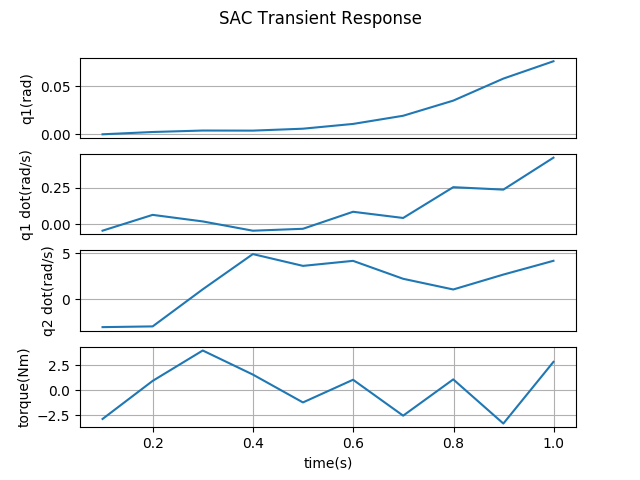 SAC Transient Response
q1(rad)
0.05
0.00
q1 dot(rad/s)
0.25
0.00
q2 dot(rad/s)
5
0
torque(Nm)
2.5
0.0
−2.5
0.2 0.4 0.6 0.8 1.0
time(s)